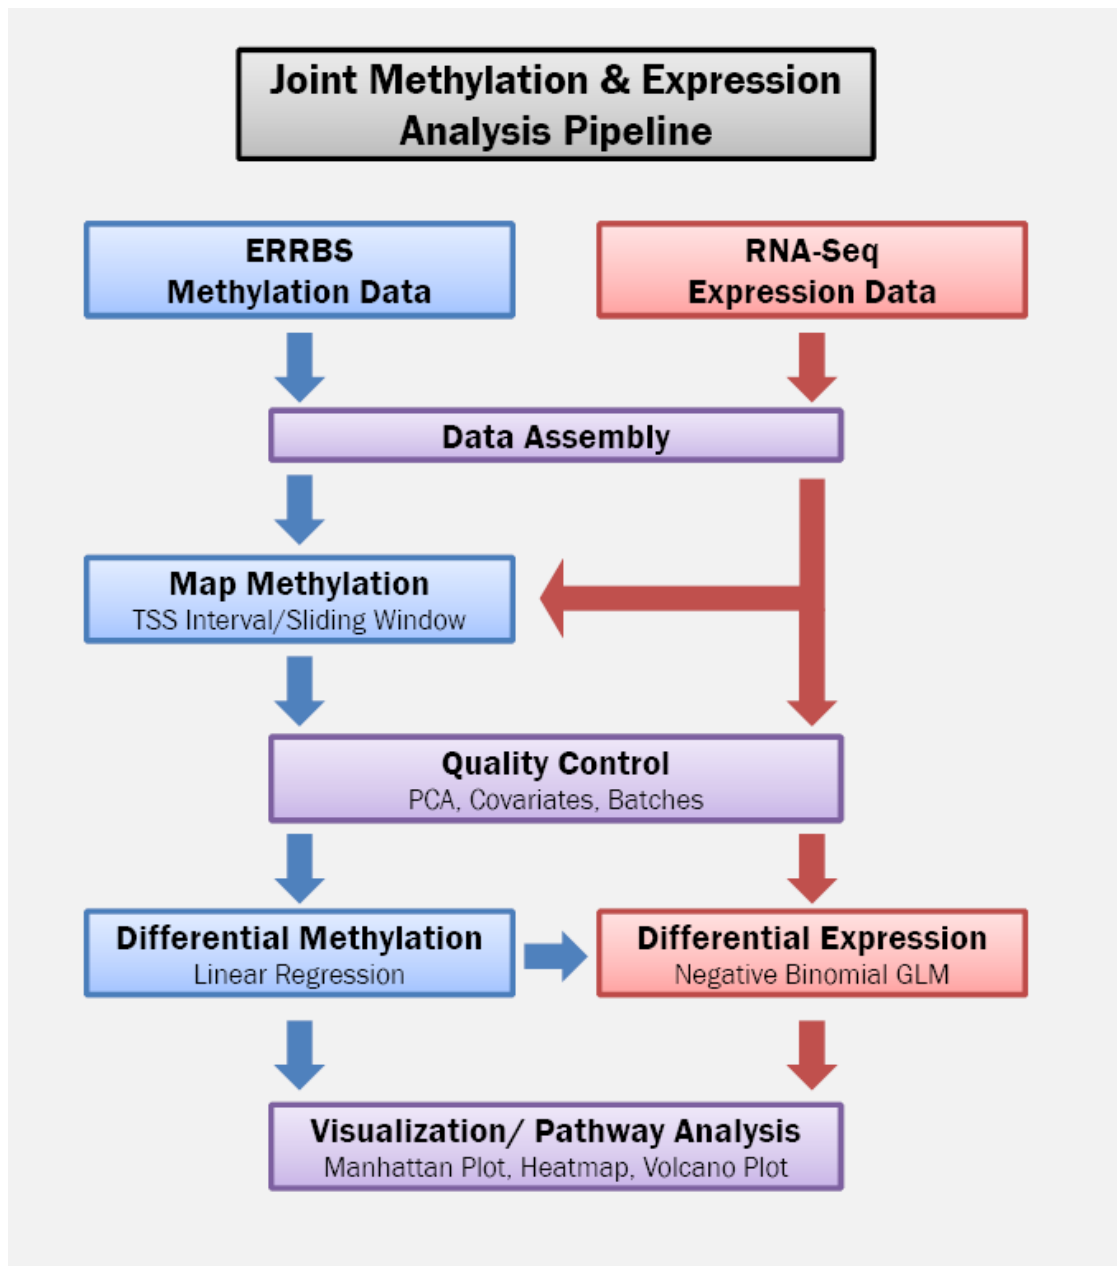 Joint Methylation & Expression
Analysis Pipeline
ERRBS
Methylation Data
RNA-Seq
Expression Data
Data Assembly
Map Methylation
TSS Interval/Sliding Window
Quality Control
PCA, Covariates, Batches
Differential Methylation
Linear Regression
Differential Expression
Negative Binomial GLM
Visualization/ Pathway Analysis
Manhattan Plot, Heatmap, Volcano Plot